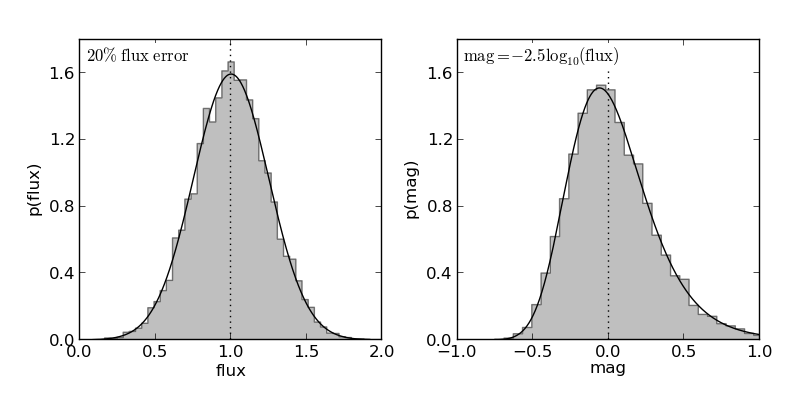 20% flux error
p(flux)
1.6
1.2
0.8
0.4
0.0
0.0 0.5 1.0 1.5 2.0
flux
mag=−2.5log₁₀(flux)
p(mag)
1.6
1.2
0.8
0.4
0.0
−1.0 −0.5 0.0 0.5 1.0
mag